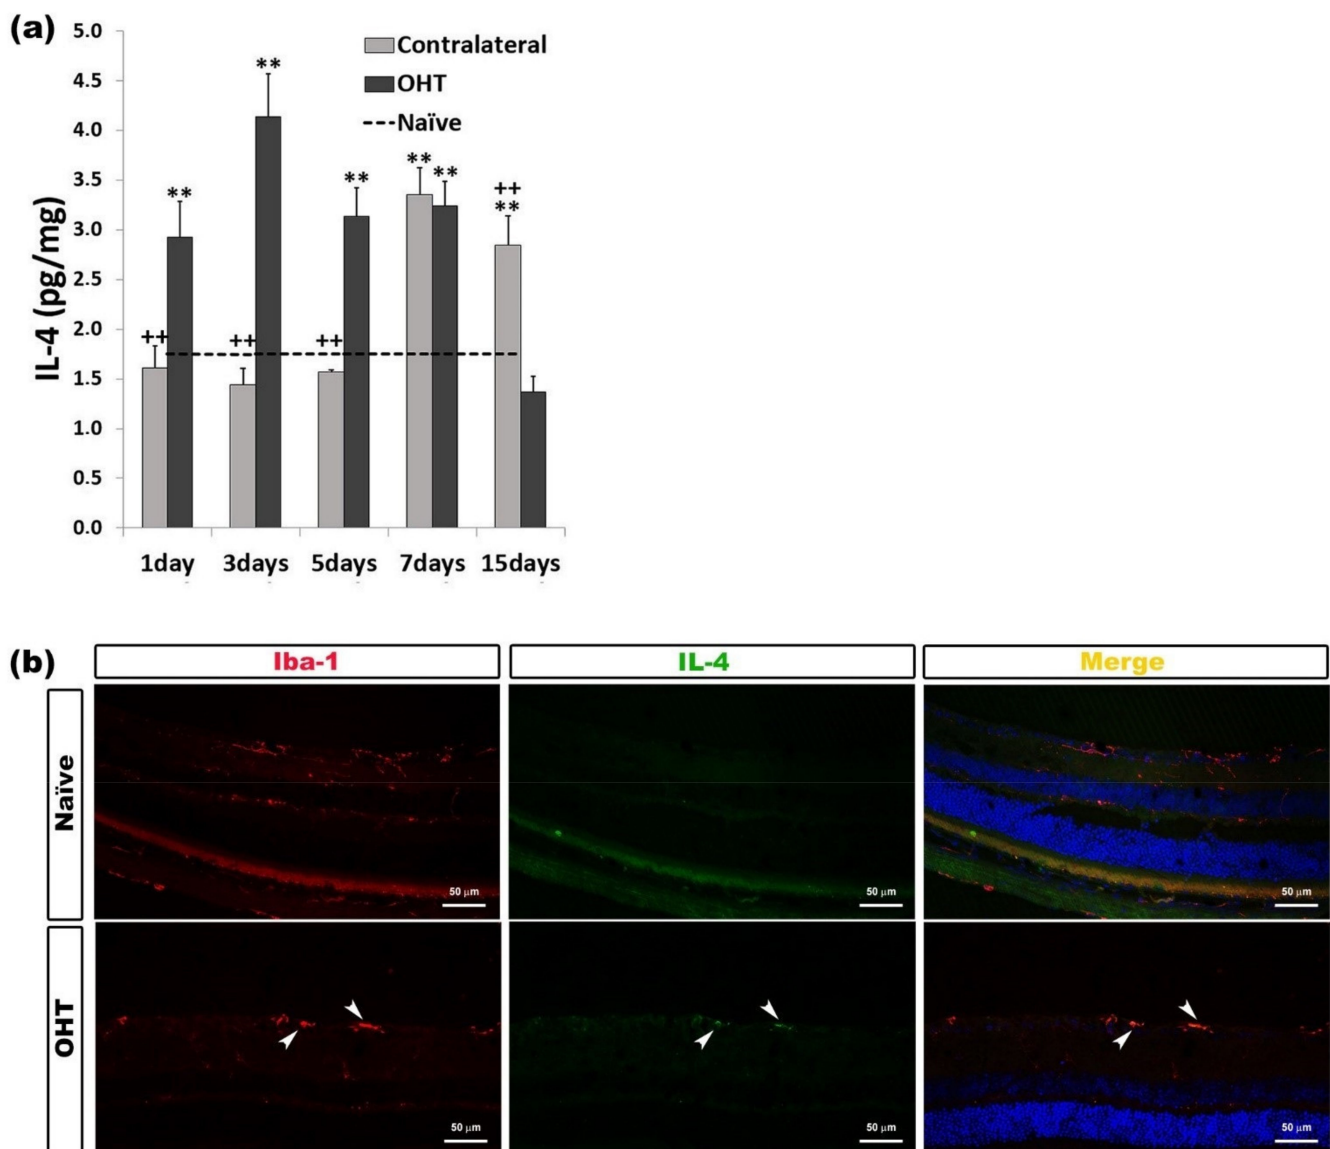 (a)
5.0
4.5
4.0
3.5
3.0
2.5
2.0
1.5
1.0
0.5
0.0
IL-4 (pg/mg)
Contralateral
OHT
Naïve
**
**
**
**
**
++
**
++
++
++
1day
3days
5days
7days
15days
(b)
Iba-1
IL-4
Merge
Naïve
50 µm
50 µm
50 µm
OHT
50 µm
50 µm
50 µm